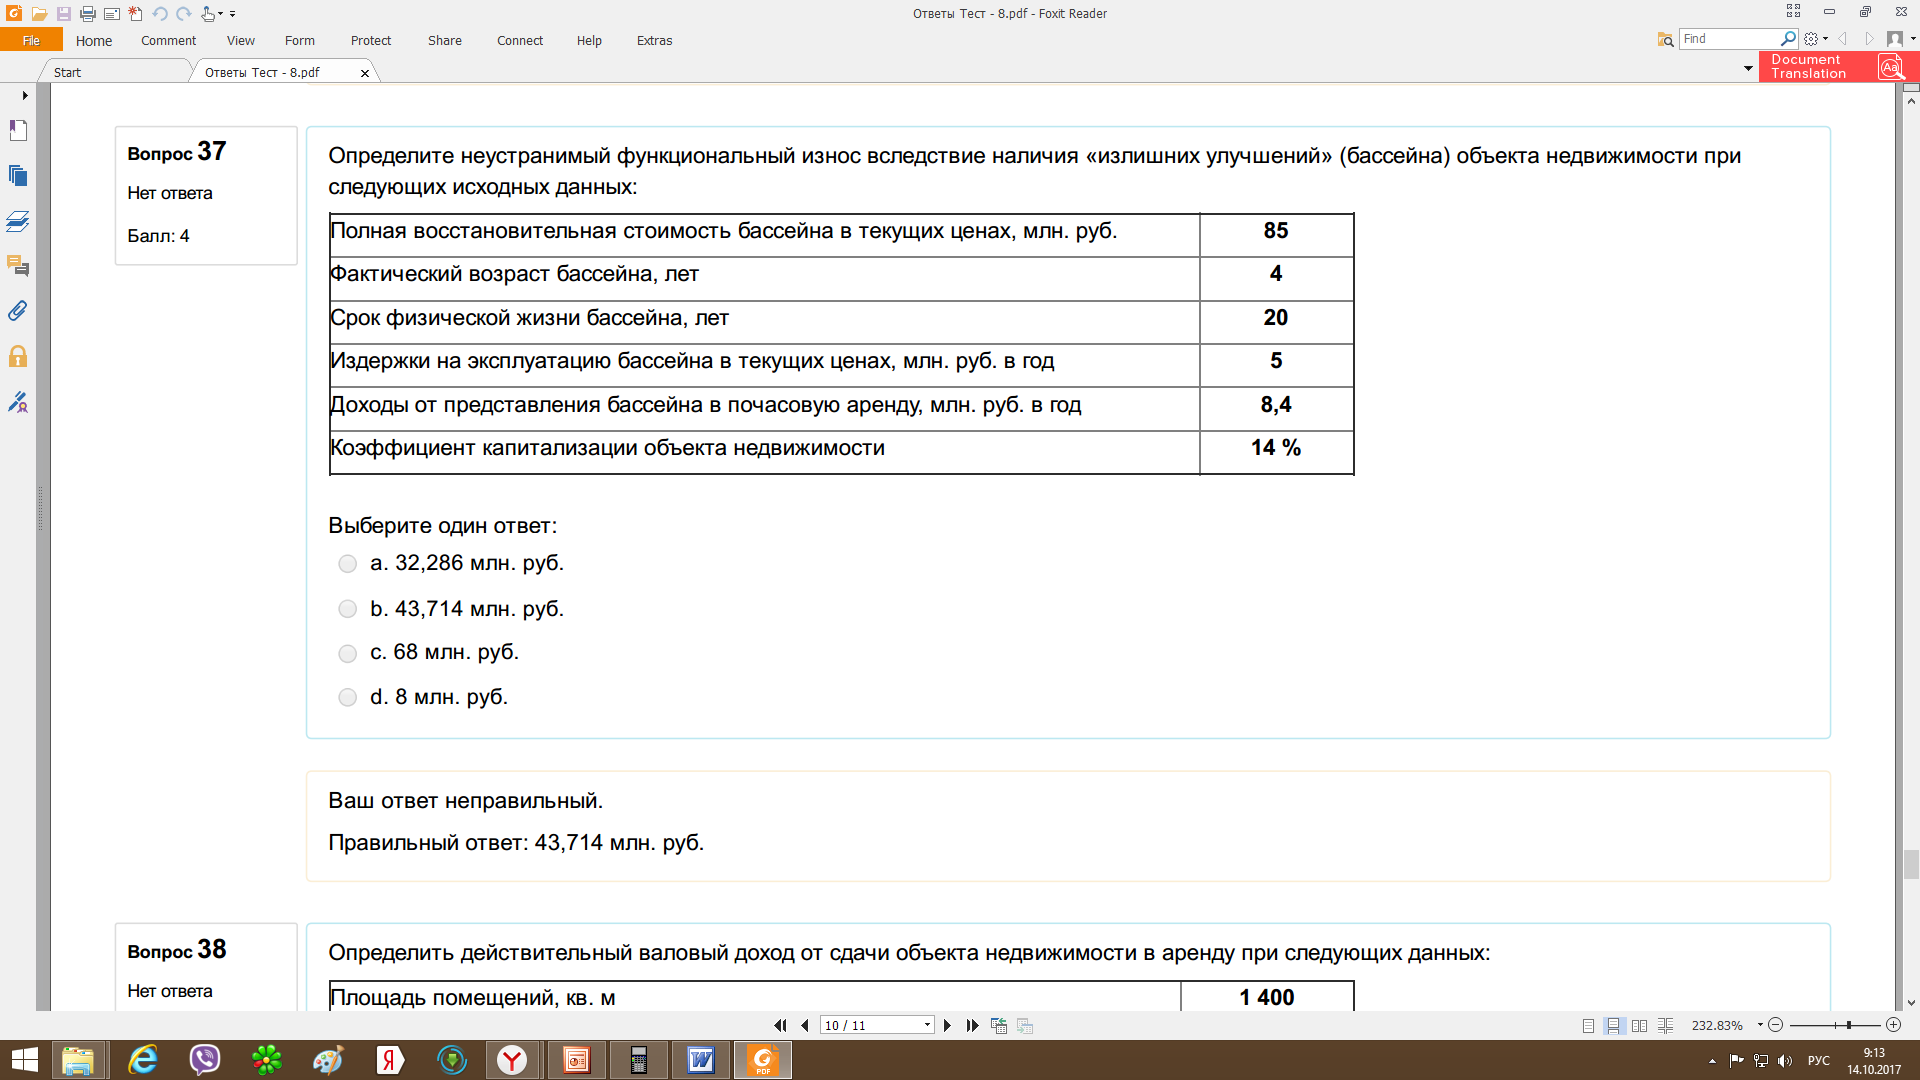 Ответы Тест - 8.pdf - Foxit Reader
File Home Comment View Form Protect Share Connect Help Extras
Find
Start
Ответы Тест - 8.pdf
Document Translation
Вопрос 37
Нет ответа
Балл: 4
Определите неустранимый функциональный износ вследствие наличия «излишних улучшений» (бассейна) объекта недвижимости при
следующих исходных данных:
Полная восстановительная стоимость бассейна в текущих ценах, млн. руб. 85
Фактический возраст бассейна, лет 4
Срок физической жизни бассейна, лет 20
Издержки на эксплуатацию бассейна в текущих ценах, млн. руб. в год 5
Доходы от представления бассейна в почасовую аренду, млн. руб. в год 8,4
Коэффициент капитализации объекта недвижимости 14 %
Выберите один ответ:
a. 32,286 млн. руб.
b. 43,714 млн. руб.
c. 68 млн. руб.
d. 8 млн. руб.
Ваш ответ неправильный.
Правильный ответ: 43,714 млн. руб.
Вопрос 38
Нет ответа
Определить действительный валовый доход от сдачи объекта недвижимости в аренду при следующих данных:
Площадь помещений, кв. м 1 400
10 / 11
232.83%
РУС
9:13
14.10.2017